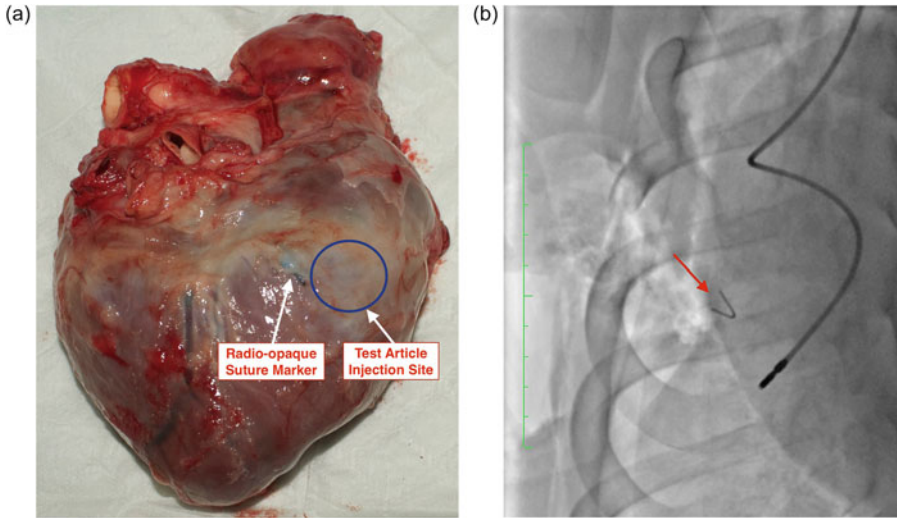 (a)
(b)
Radio-opaque
Suture Marker
Test Article
Injection Site